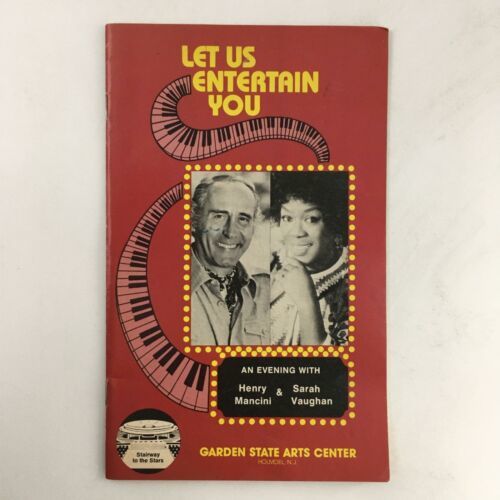 LET US
ENTERTAIN
YOU
AN EVENING WITH
Henry & Sarah
Mancini Vaughan
Stairway
to the Stars
GARDEN STATE ARTS CENTER
HOLMDEL, N.J.